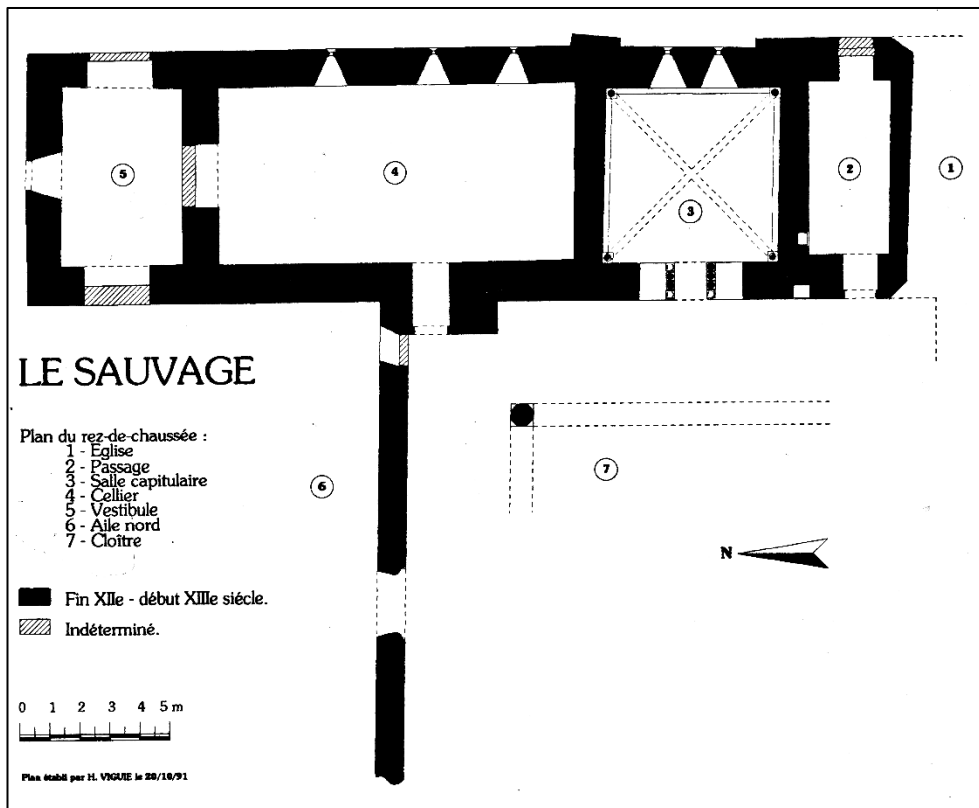 5
4
3
2
1
LE SAUVAGE
Plan du rez-de-chaussée :
1 - Eglise
2 - Passage
3 - Salle capitulaire
4 - Cellier
5 - Vestibule
6 - Aile nord
7 - Cloître
6
7
N
Fin XIIe - début XIIIe siécle.
Indéterminé.
0 1 2 3 4 5 m
Plan établi par H. VIGUIE le 20/10/91